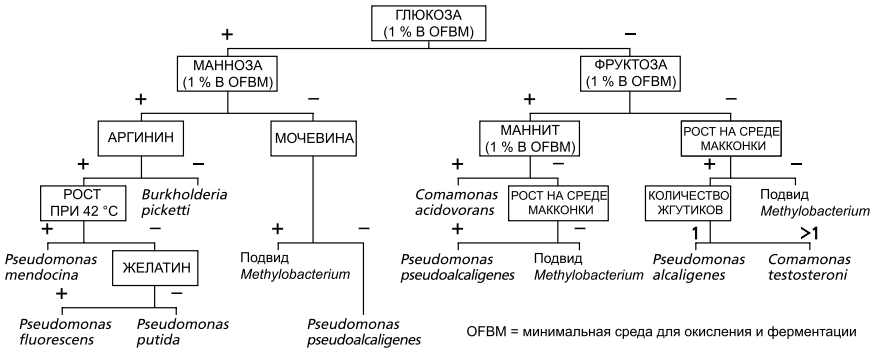 ГЛЮКОЗА
(1 % В OFBM)
+
–
МАННОЗА
(1 % В OFBM)
ФРУКТОЗА
(1 % В OFBM)
+
–
+
–
АРГИНИН
МОЧЕВИНА
МАННИТ
(1 % В OFBM)
РОСТ НА СРЕДЕ
МАККОНКИ
+
–
+
–
+
–
РОСТ
ПРИ 42 °C
Burkholderia
picketti
Comamonas
acidovorans
РОСТ НА СРЕДЕ
МАККОНКИ
КОЛИЧЕСТВО
ЖГУТИКОВ
Подвид
Methylobacterium
+
–
+
–
+
–
1
>1
Pseudomonas
mendocina
ЖЕЛАТИН
Подвид
Methylobacterium
Pseudomonas
pseudoalcaligenes
Подвид
Methylobacterium
Pseudomonas
alcaligenes
Comamonas
testosteroni
+
–
Pseudomonas
fluorescens
Pseudomonas
putida
Pseudomonas
pseudoalcaligenes
OFBM = минимальная среда для окисления и ферментации